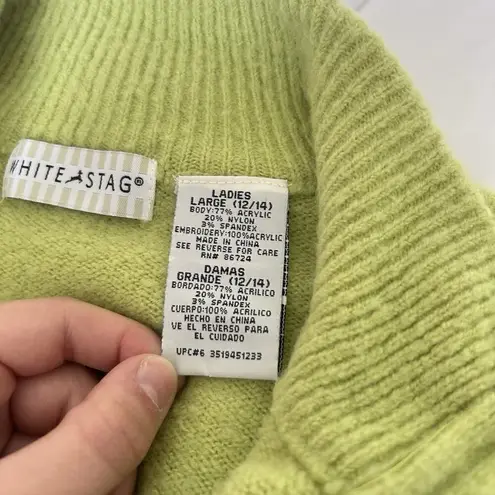 WHITE STAG®
LADIES
LARGE (12/14)
BODY:77% ACRYLIC
20% NYLON
3% SPANDEX
EMBROIDERY:100%ACRYLIC
MADE IN CHINA
SEE REVERSE FOR CARE
RN# 86724
DAMAS
GRANDE (12/14)
BORDADO:77% ACRILICO
20% NYLON
3% SPANDEX
CUERPO:100% ACRILICO
HECHO EN CHINA
VE EL REVERSO PARA
EL CUIDADO
UPC#6 3519451233